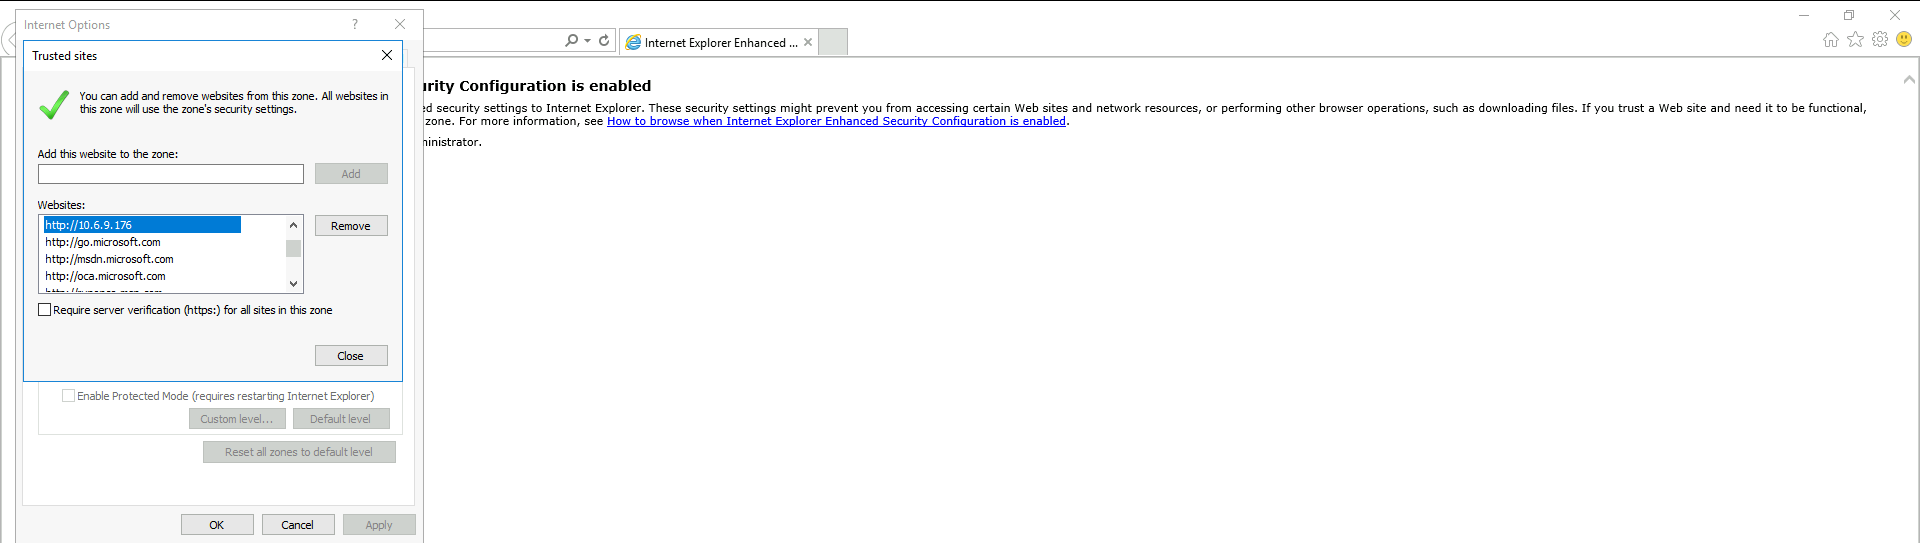 Internet Options
?
Trusted sites
You can add and remove websites from this zone. All websites in
this zone will use the zone's security settings.
Add this website to the zone:
Add
Websites:
http://10.6.9.176
http://go.microsoft.com
http://msdn.microsoft.com
http://oca.microsoft.com
Remove
Require server verification (https:) for all sites in this zone
Close
Enable Protected Mode (requires restarting Internet Explorer)
Custom level...
Default level
Reset all zones to default level
OK
Cancel
Apply
Internet Explorer Enhanced ...
urity Configuration is enabled
ed security settings to Internet Explorer. These security settings might prevent you from accessing certain Web sites and network resources, or performing other browser operations, such as downloading files. If you trust a Web site and need it to be functional,
zone. For more information, see How to browse when Internet Explorer Enhanced Security Configuration is enabled.
ministrator.